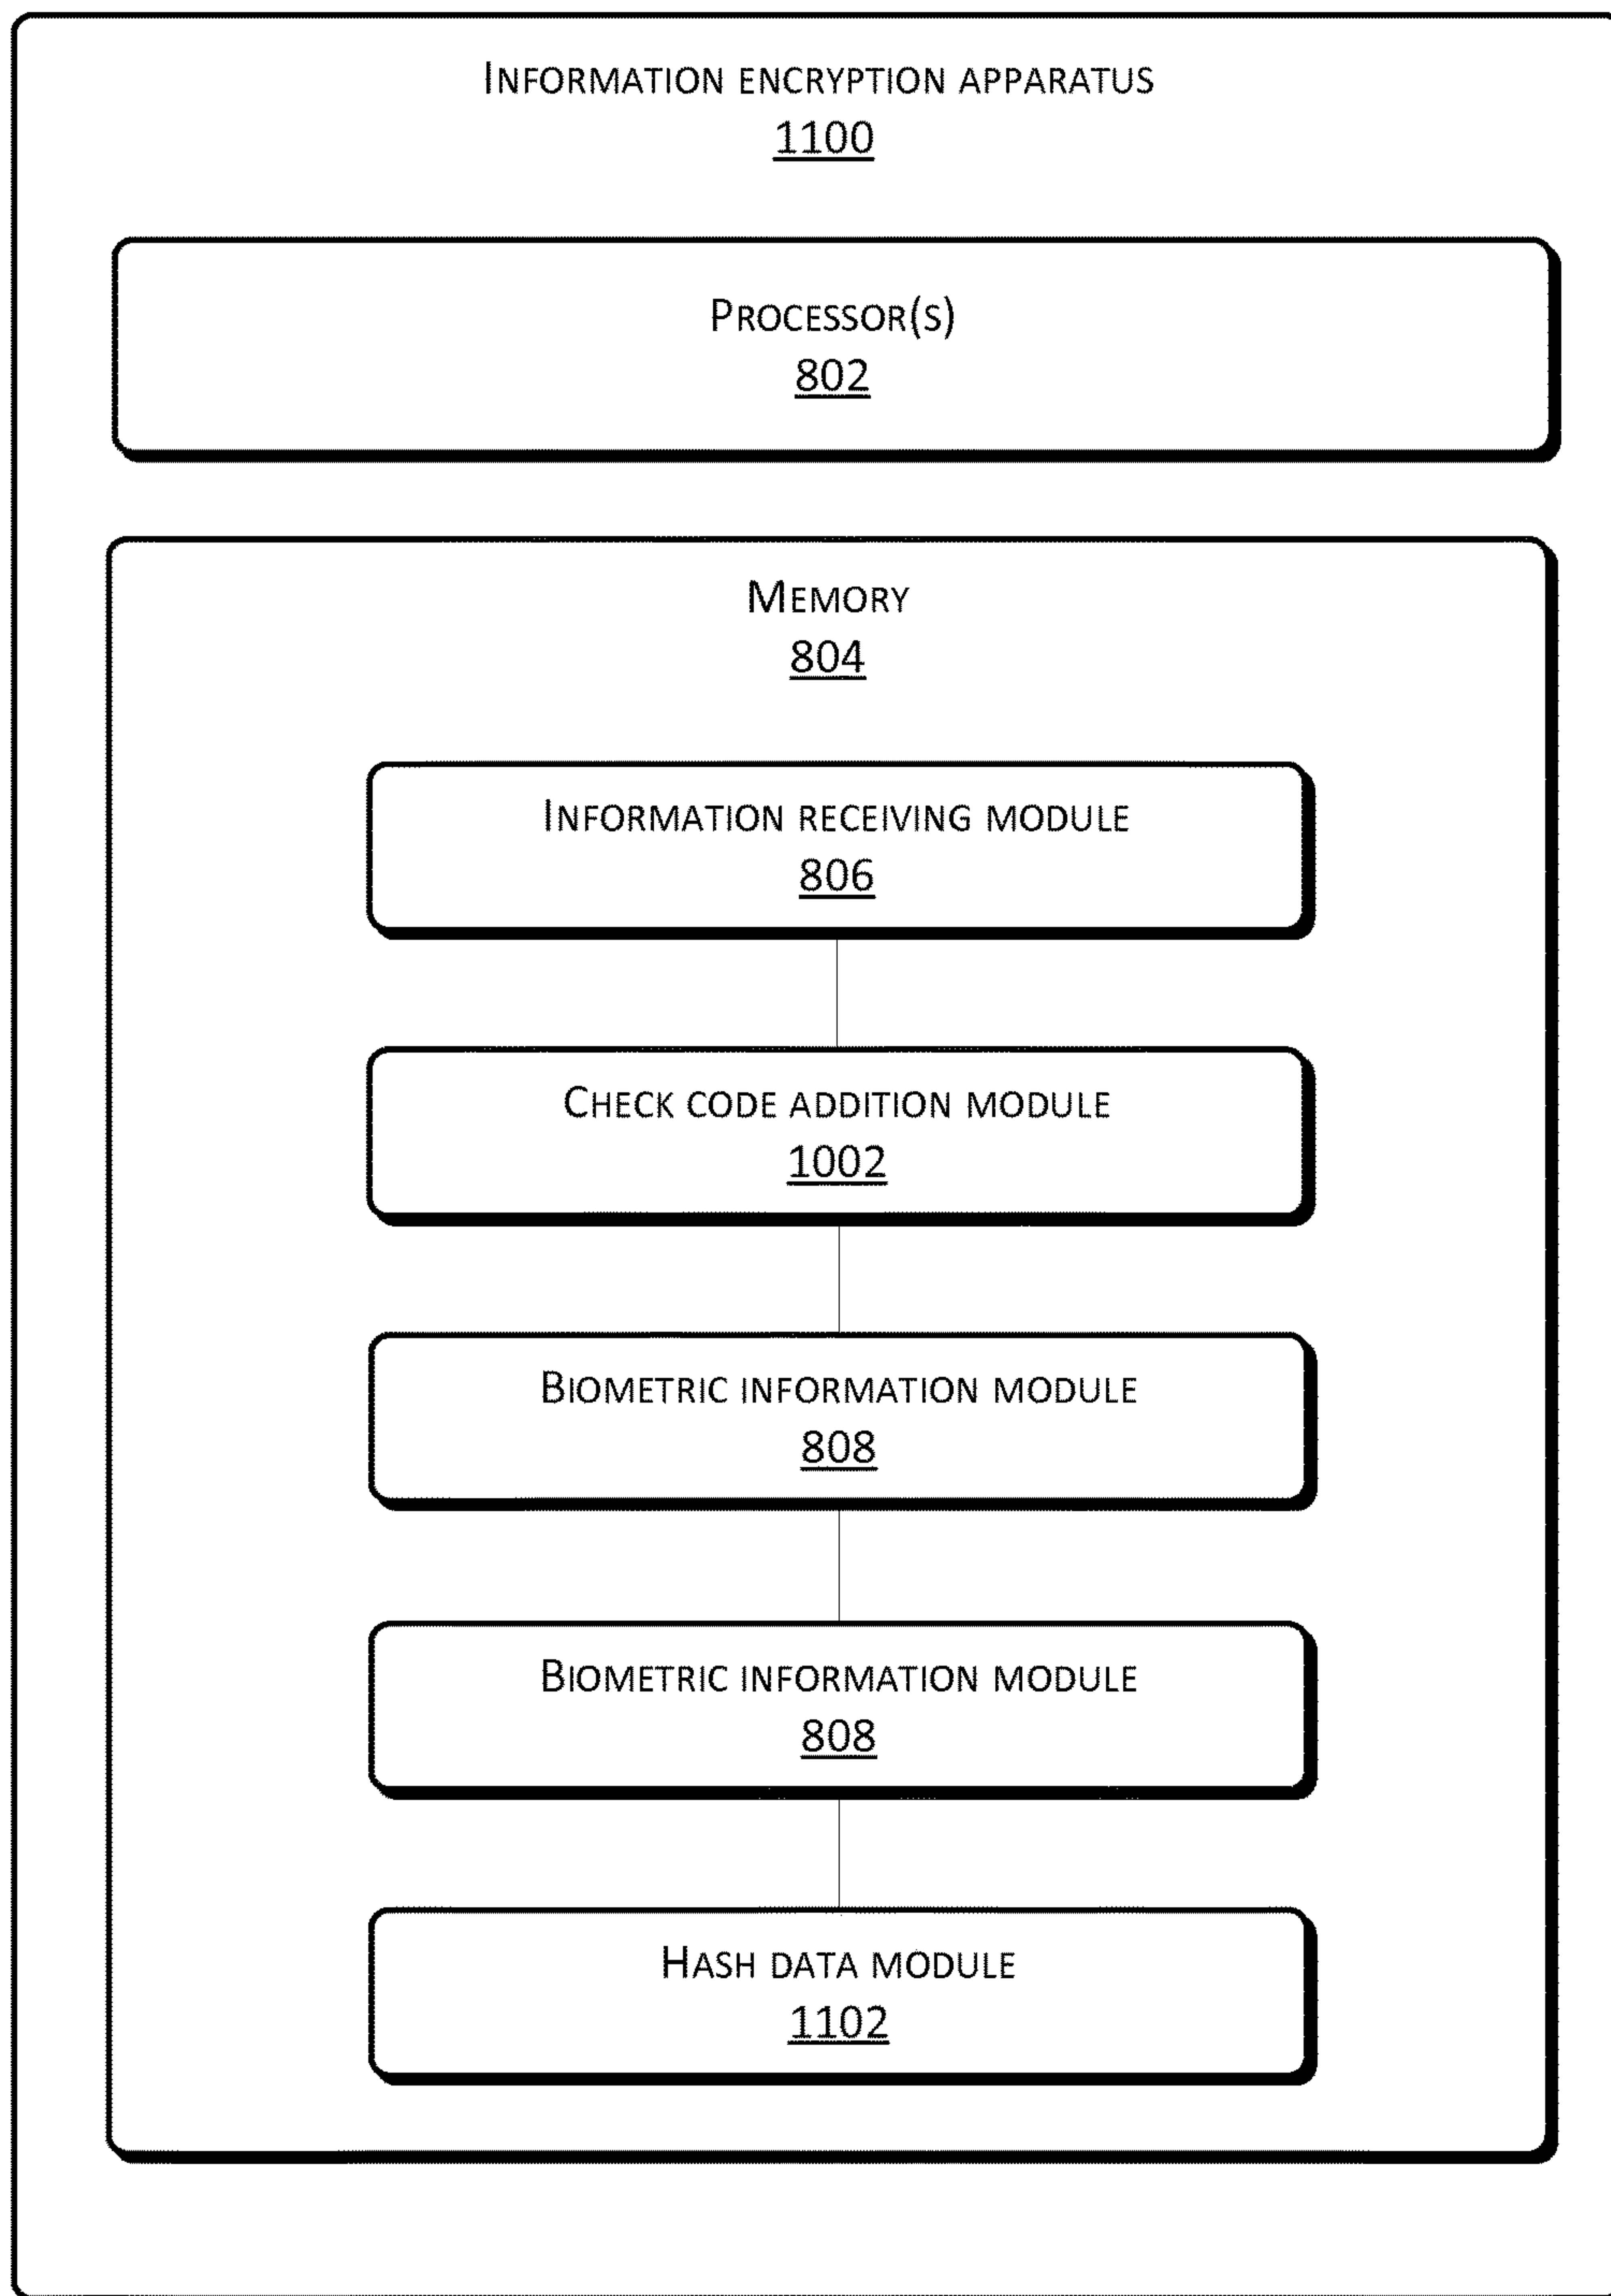 INFORMATION ENCRYPTION APPARATUS
1100
PROCESSOR(S)
802
MEMORY
804
INFORMATION RECEIVING MODULE
806
CHECK CODE ADDITION MODULE
1002
BIOMETRIC INFORMATION MODULE
808
BIOMETRIC INFORMATION MODULE
808
HASH DATA MODULE
1102